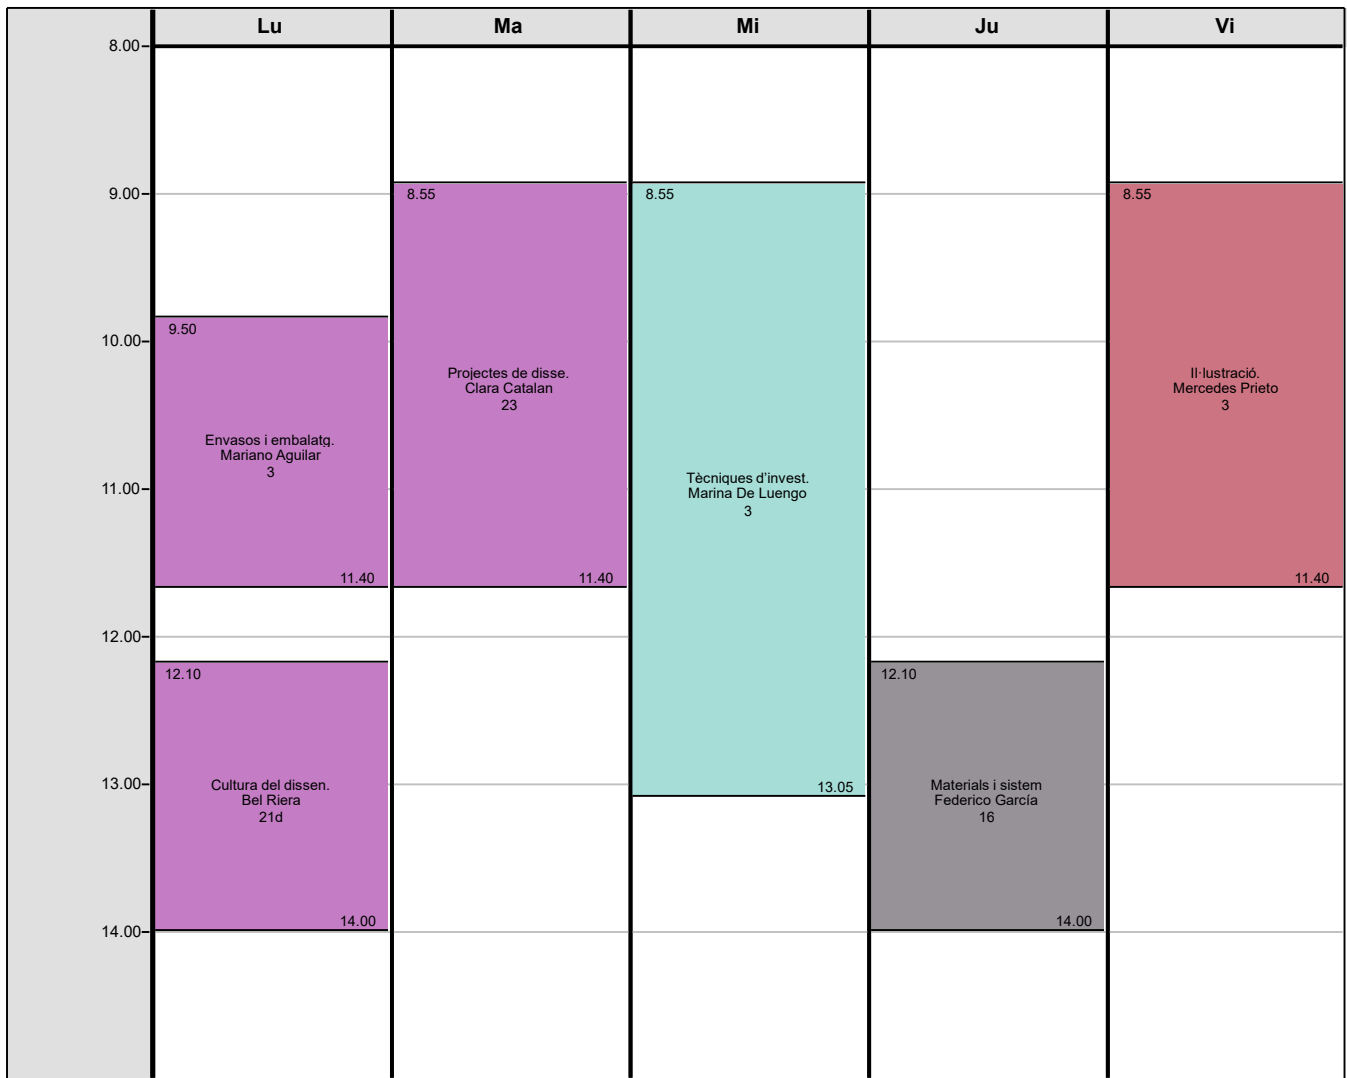 Lu Ma Mi Ju Vi
8.00
9.00
10.00
11.00
12.00
13.00
14.00
9.50
Envasos i embalatg.
Mariano Aguilar
3
11.40
12.10
Cultura del dissen.
Bel Riera
21d
14.00
8.55
Projectes de disse.
Clara Catalan
23
11.40
8.55
Tècniques d'invest.
Marina De Luengo
3
13.05
12.10
Materials i sistem
Federico García
16
14.00
8.55
Il·lustració.
Mercedes Prieto
3
11.40